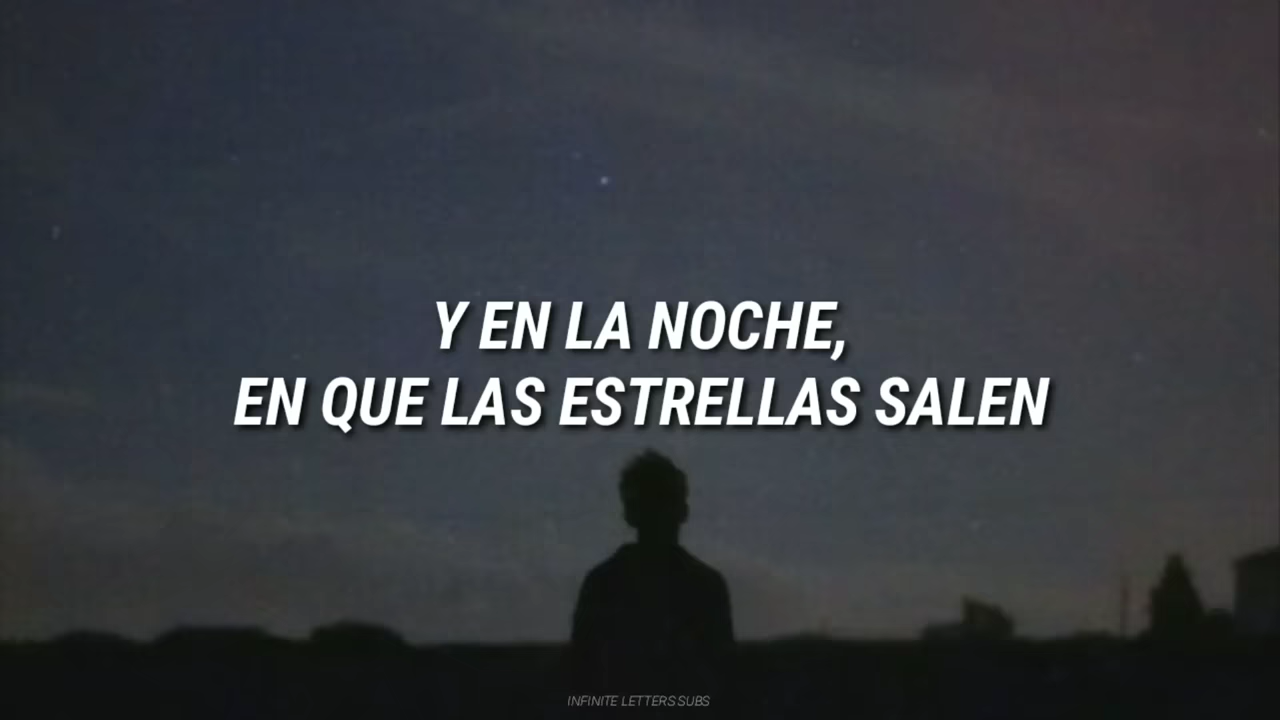 Y EN LA NOCHE,
EN QUE LAS ESTRELLAS SALEN
INFINITE LETTERS SUBS